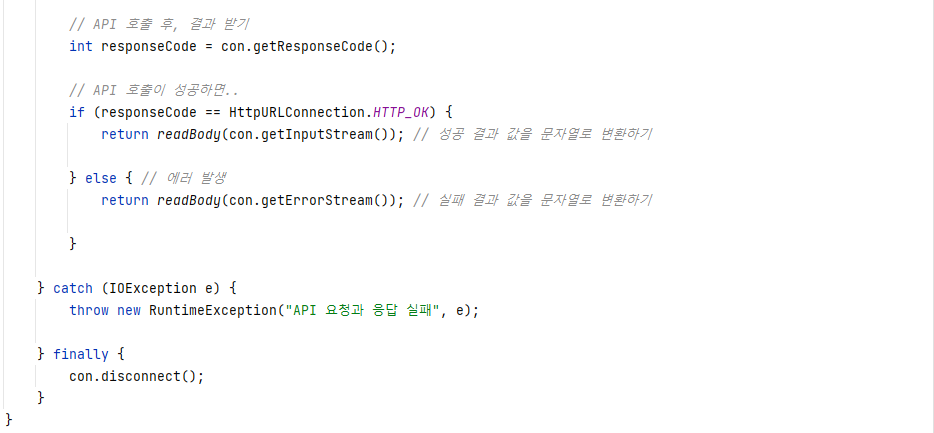 // API 호출 후, 결과 받기
int responseCode = con.getResponseCode();
// API 호출이 성공하면..
if (responseCode == HttpURLConnection.HTTP_OK) {
return readBody(con.getInputStream()); // 성공 결과 값을 문자열로 변환하기
} else { // 에러 발생
return readBody(con.getErrorStream()); // 실패 결과 값을 문자열로 변환하기
}
} catch (IOException e) {
throw new RuntimeException("API 요청과 응답 실패", e);
} finally {
con.disconnect();
}
}